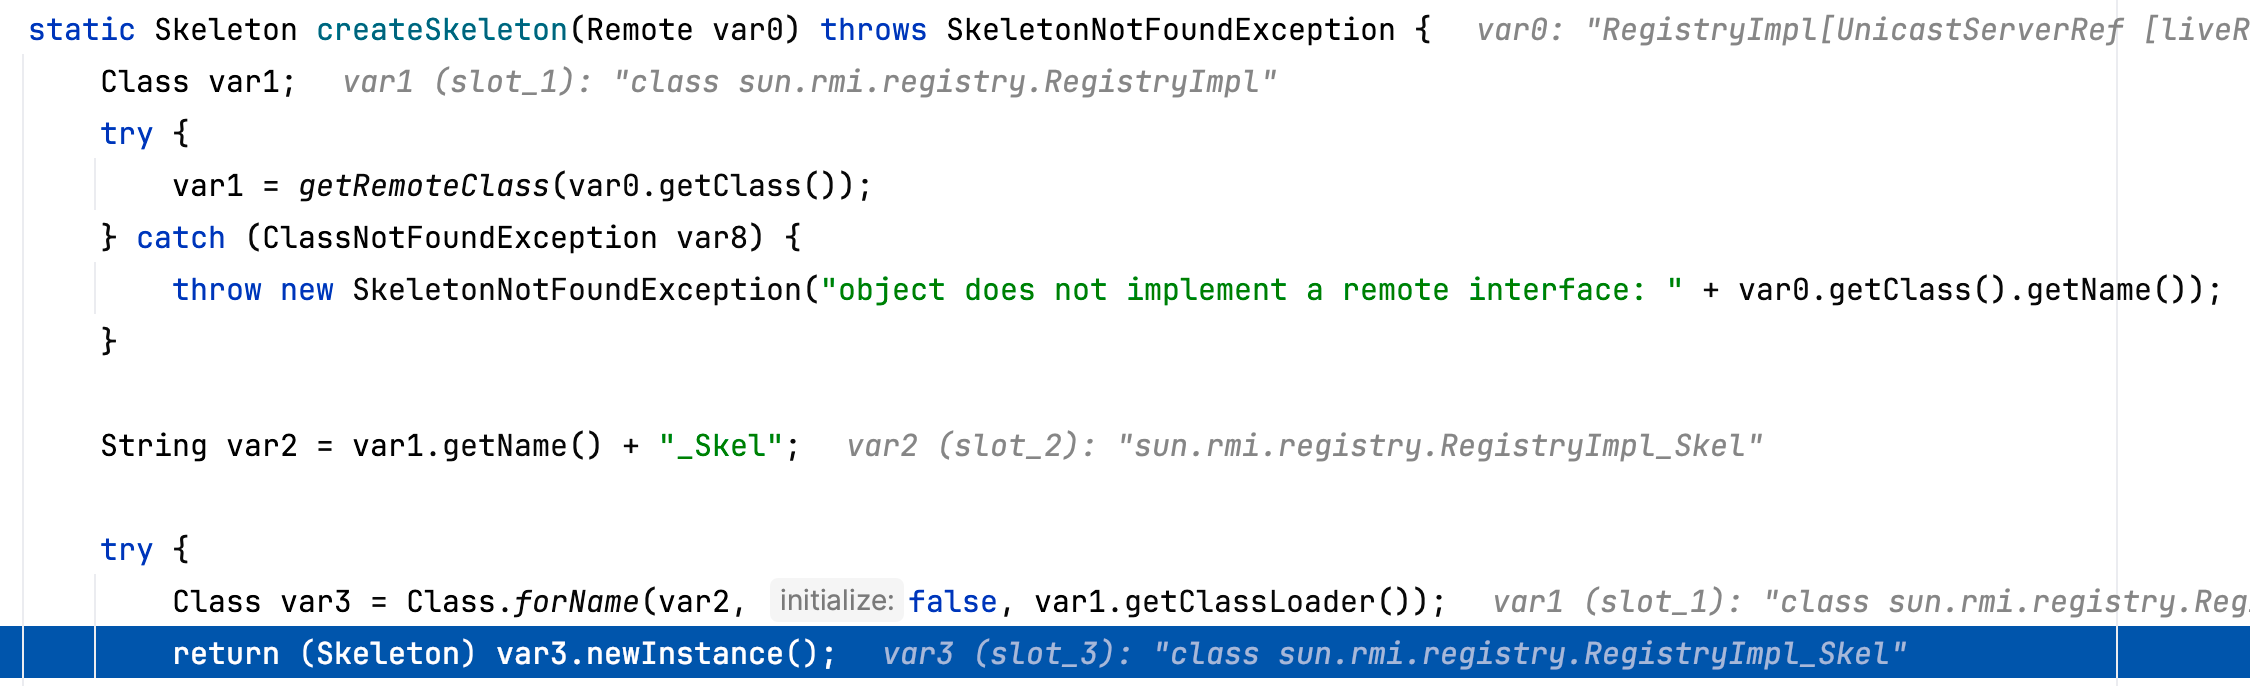 static Skeleton createSkeleton(Remote var0) throws SkeletonNotFoundException {   var0: "RegistryImpl[UnicastServerRef [liveR
    Class var1;   var1 (slot_1): "class sun.rmi.registry.RegistryImpl"
    try {
        var1 = getRemoteClass(var0.getClass());
    } catch (ClassNotFoundException var8) {
        throw new SkeletonNotFoundException("object does not implement a remote interface: " + var0.getClass().getName());
    }
    String var2 = var1.getName() + "_Skel";   var2 (slot_2): "sun.rmi.registry.RegistryImpl_Skel"
    try {
        Class var3 = Class.forName(var2, initialize: false, var1.getClassLoader());   var1 (slot_1): "class sun.rmi.registry.Reg
        return (Skeleton) var3.newInstance();   var3 (slot_3): "class sun.rmi.registry.RegistryImpl_Skel"